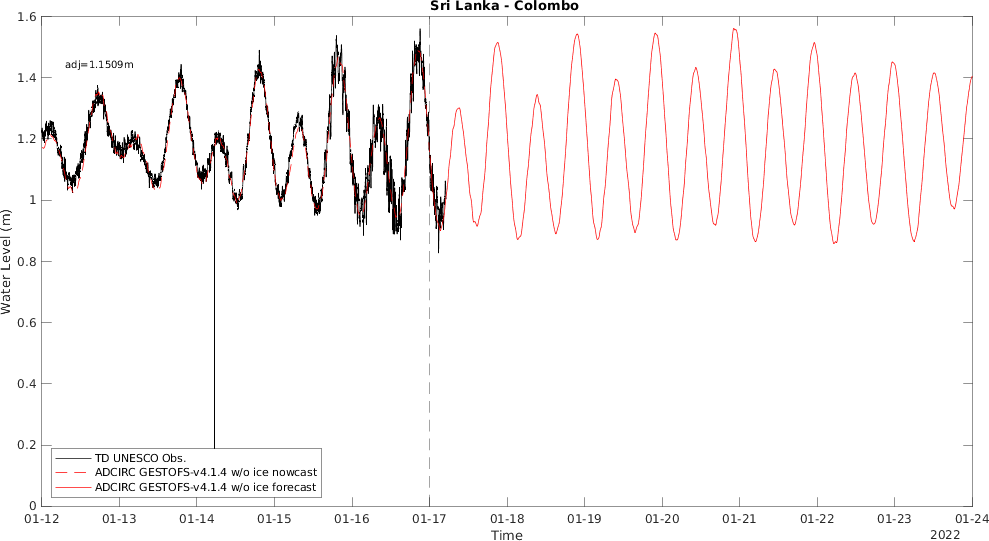 Sri Lanka - Colombo
adj=1.1509m
1.6
1.4
1.2
1
0.8
0.6
0.4
0.2
0
Water Level (m)
TD UNESCO Obs.
ADCIRC GESTOFS-v4.1.4 w/o ice nowcast
ADCIRC GESTOFS-v4.1.4 w/o ice forecast
01-12 01-13 01-14 01-15 01-16 01-17 01-18 01-19 01-20 01-21 01-22 01-23 01-24
Time
2022